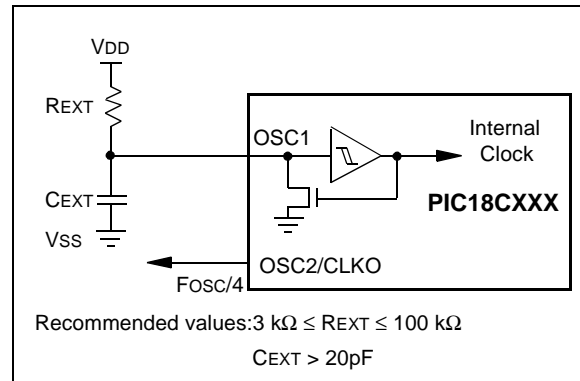 VDD
REXT
OSC1
Internal
Clock
CEXT
PIC18CXXX
VSS
OSC2/CLKO
FOSC/4
Recommended values:3 kΩ ≤ REXT ≤ 100 kΩ
CEXT > 20pF